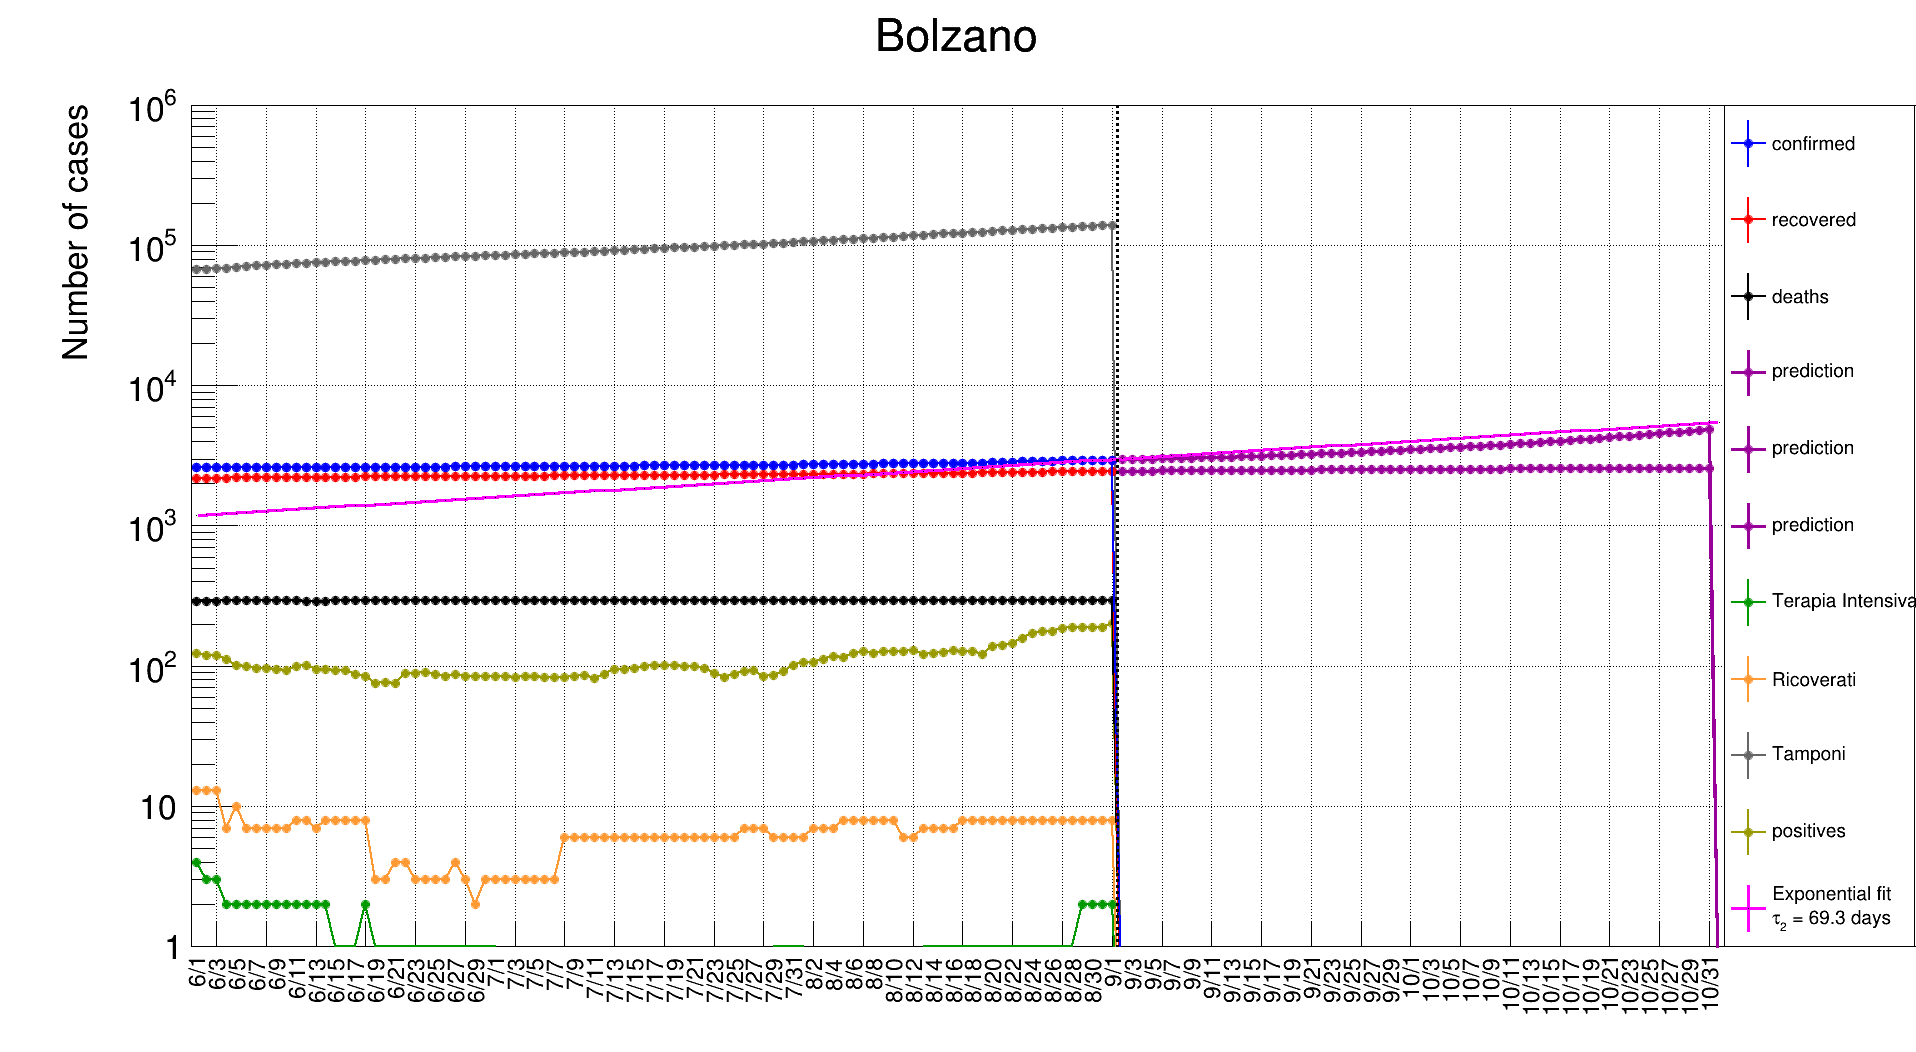 Bolzano
Number of cases
10^6
10^5
10^4
10^3
10^2
10
1
6/1 6/3 6/5 6/7 6/9 6/11 6/13 6/15 6/17 6/19 6/21 6/23 6/25 6/27 6/29 7/1 7/3 7/5 7/7 7/9 7/11 7/13 7/15 7/17 7/19 7/21 7/23 7/25 7/27 7/29 7/31 8/2 8/4 8/6 8/8 8/10 8/12 8/14 8/16 8/18 8/20 8/22 8/24 8/26 8/28 8/30 9/1 9/3 9/5 9/7 9/9 9/11 9/13 9/15 9/17 9/19 9/21 9/23 9/25 9/27 9/29 10/1 10/3 10/5 10/7 10/9 10/11 10/13 10/15 10/17 10/19 10/21 10/23 10/25 10/27 10/29 10/31
confirmed
recovered
deaths
prediction
prediction
prediction
Terapia Intensiva
Ricoverati
Tamponi
positives
Exponential fit
τ₂ = 69.3 days